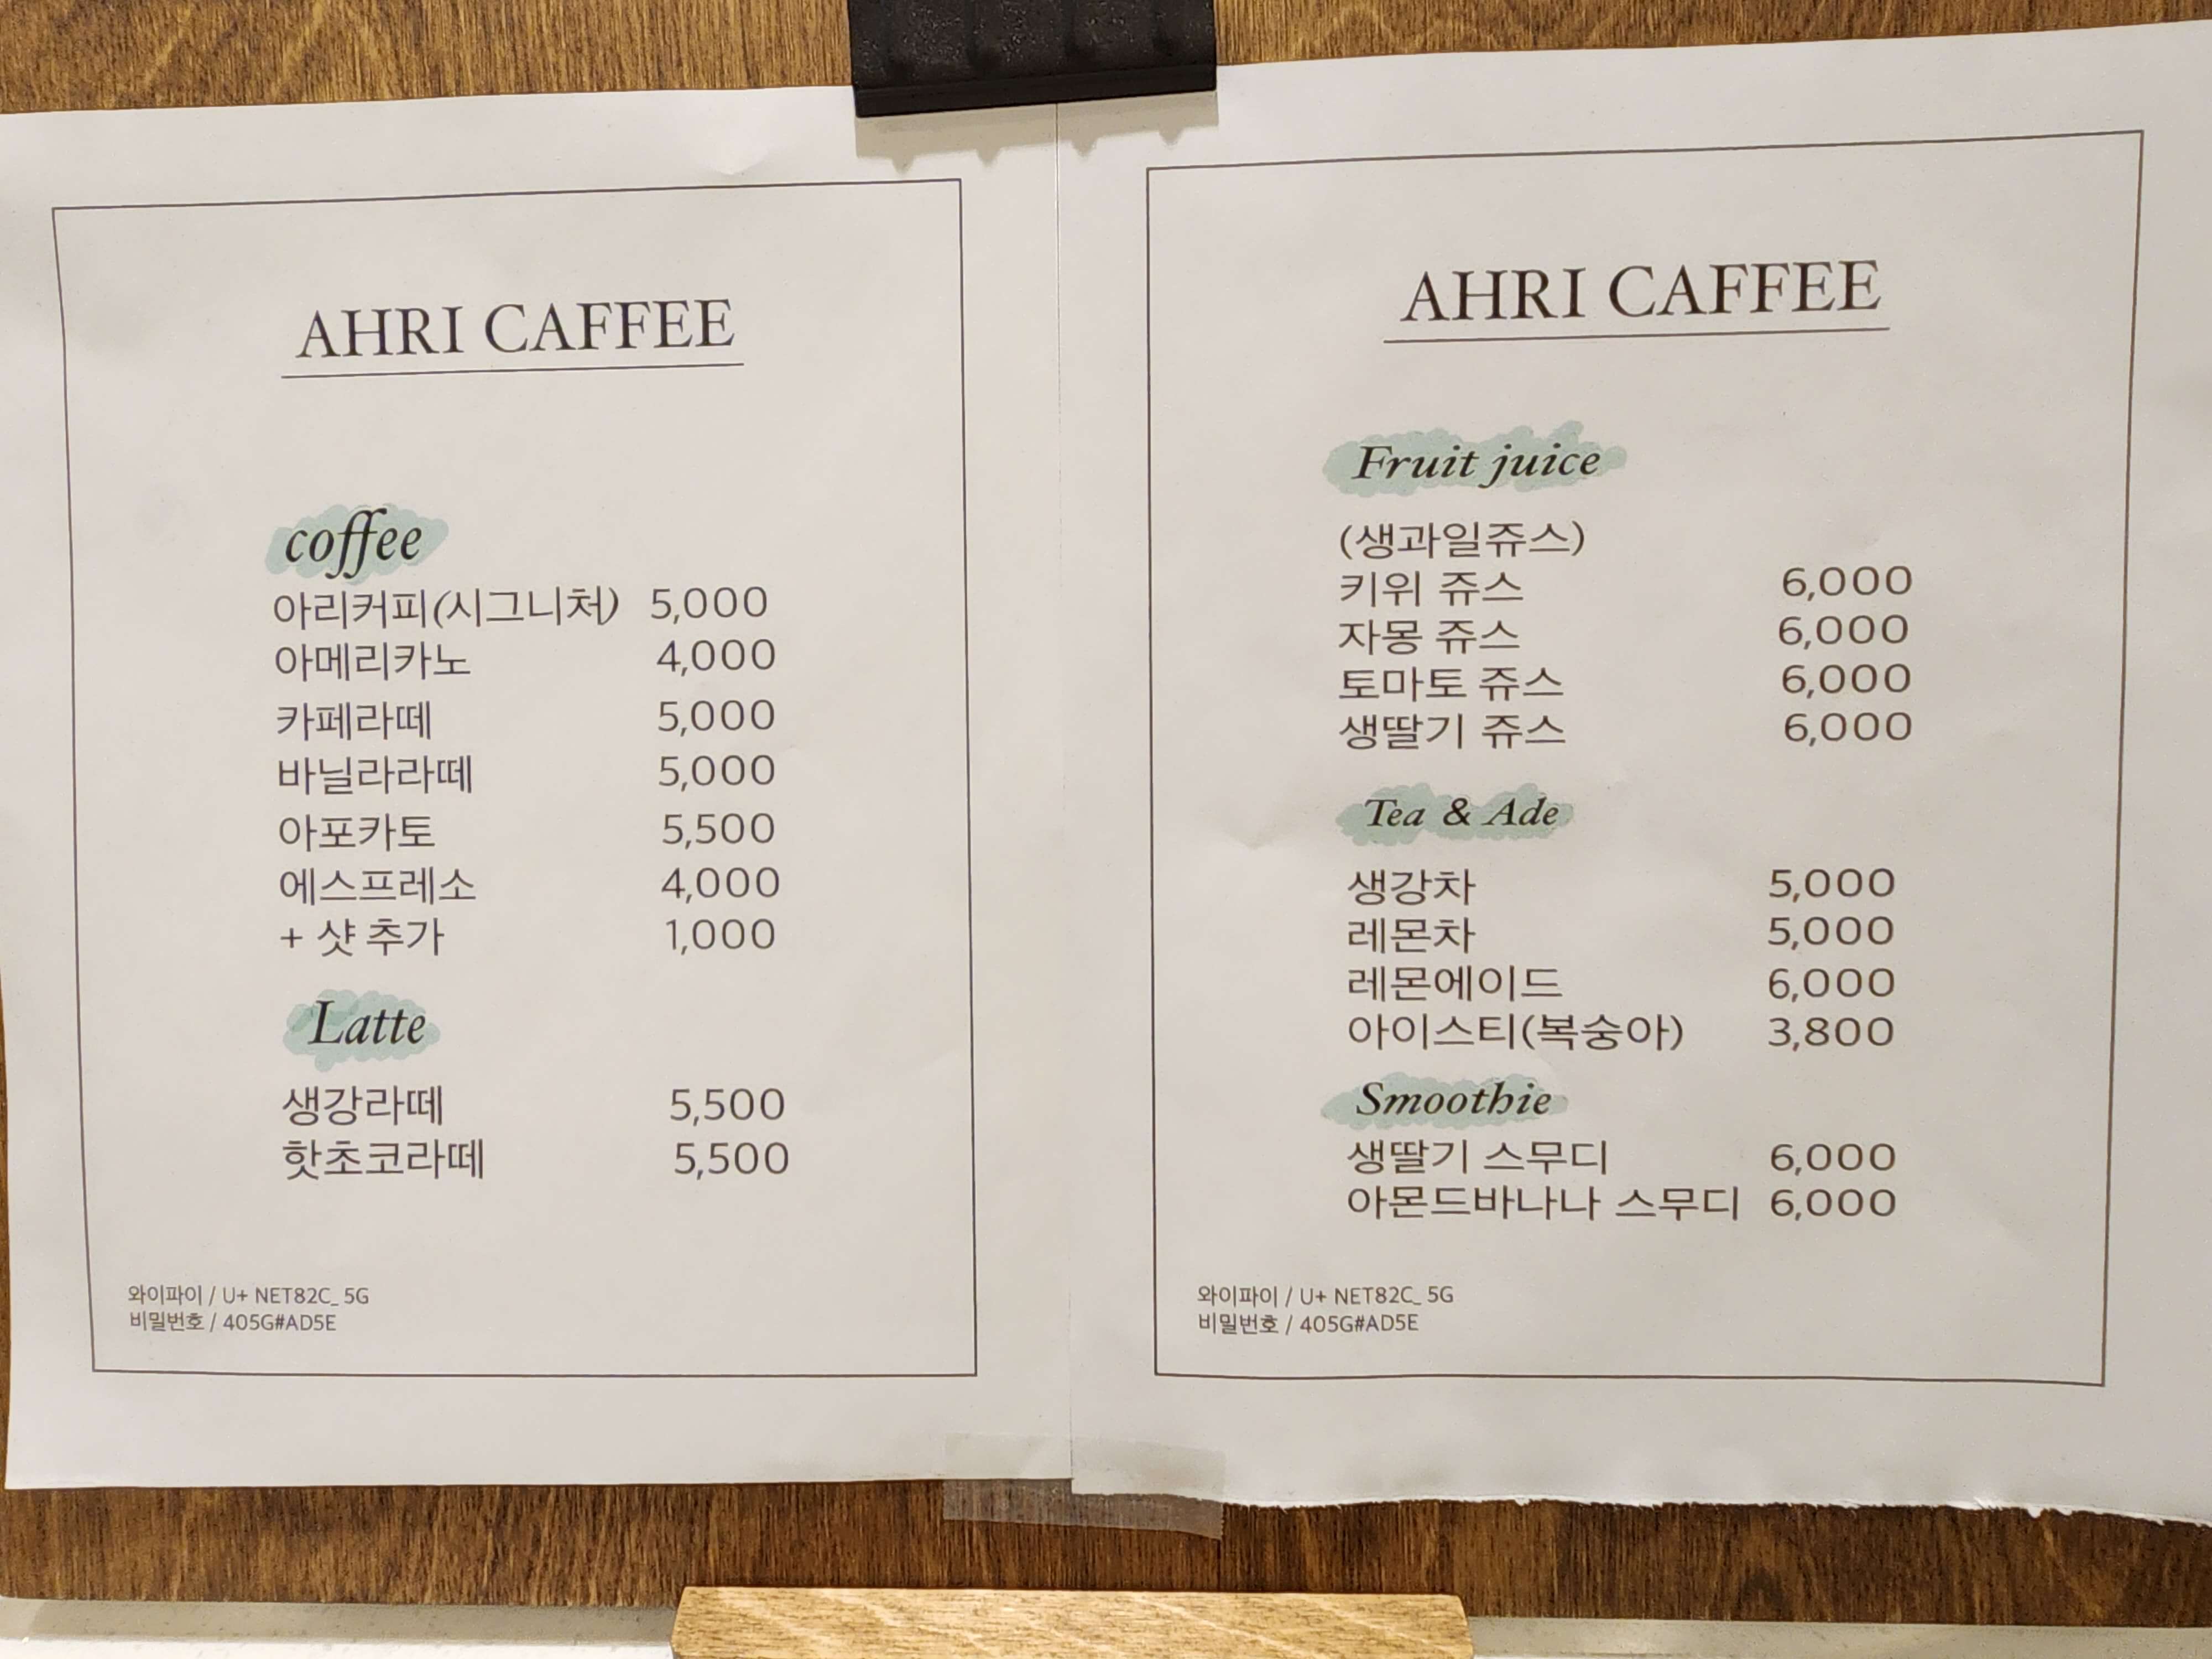 AHRI CAFFEE
coffee
아리커피(시그니처) 5,000
아메리카노 4,000
카페라떼 5,000
바닐라라떼 5,000
아포카토 5,500
에스프레소 4,000
+ 샷 추가 1,000
Latte
생강라떼 5,500
핫초코라떼 5,500
와이파이 / U+ NET82C_ 5G
비밀번호 / 405G#AD5E
AHRI CAFFEE
Fruit juice
(생과일쥬스)
키위 쥬스 6,000
자몽 쥬스 6,000
토마토 쥬스 6,000
생딸기 쥬스 6,000
Tea & Ade
생강차 5,000
레몬차 5,000
레몬에이드 6,000
아이스티(복숭아) 3,800
Smoothie
생딸기 스무디 6,000
아몬드바나나 스무디 6,000
와이파이 / U+ NET82C_ 5G
비밀번호 / 405G#AD5E